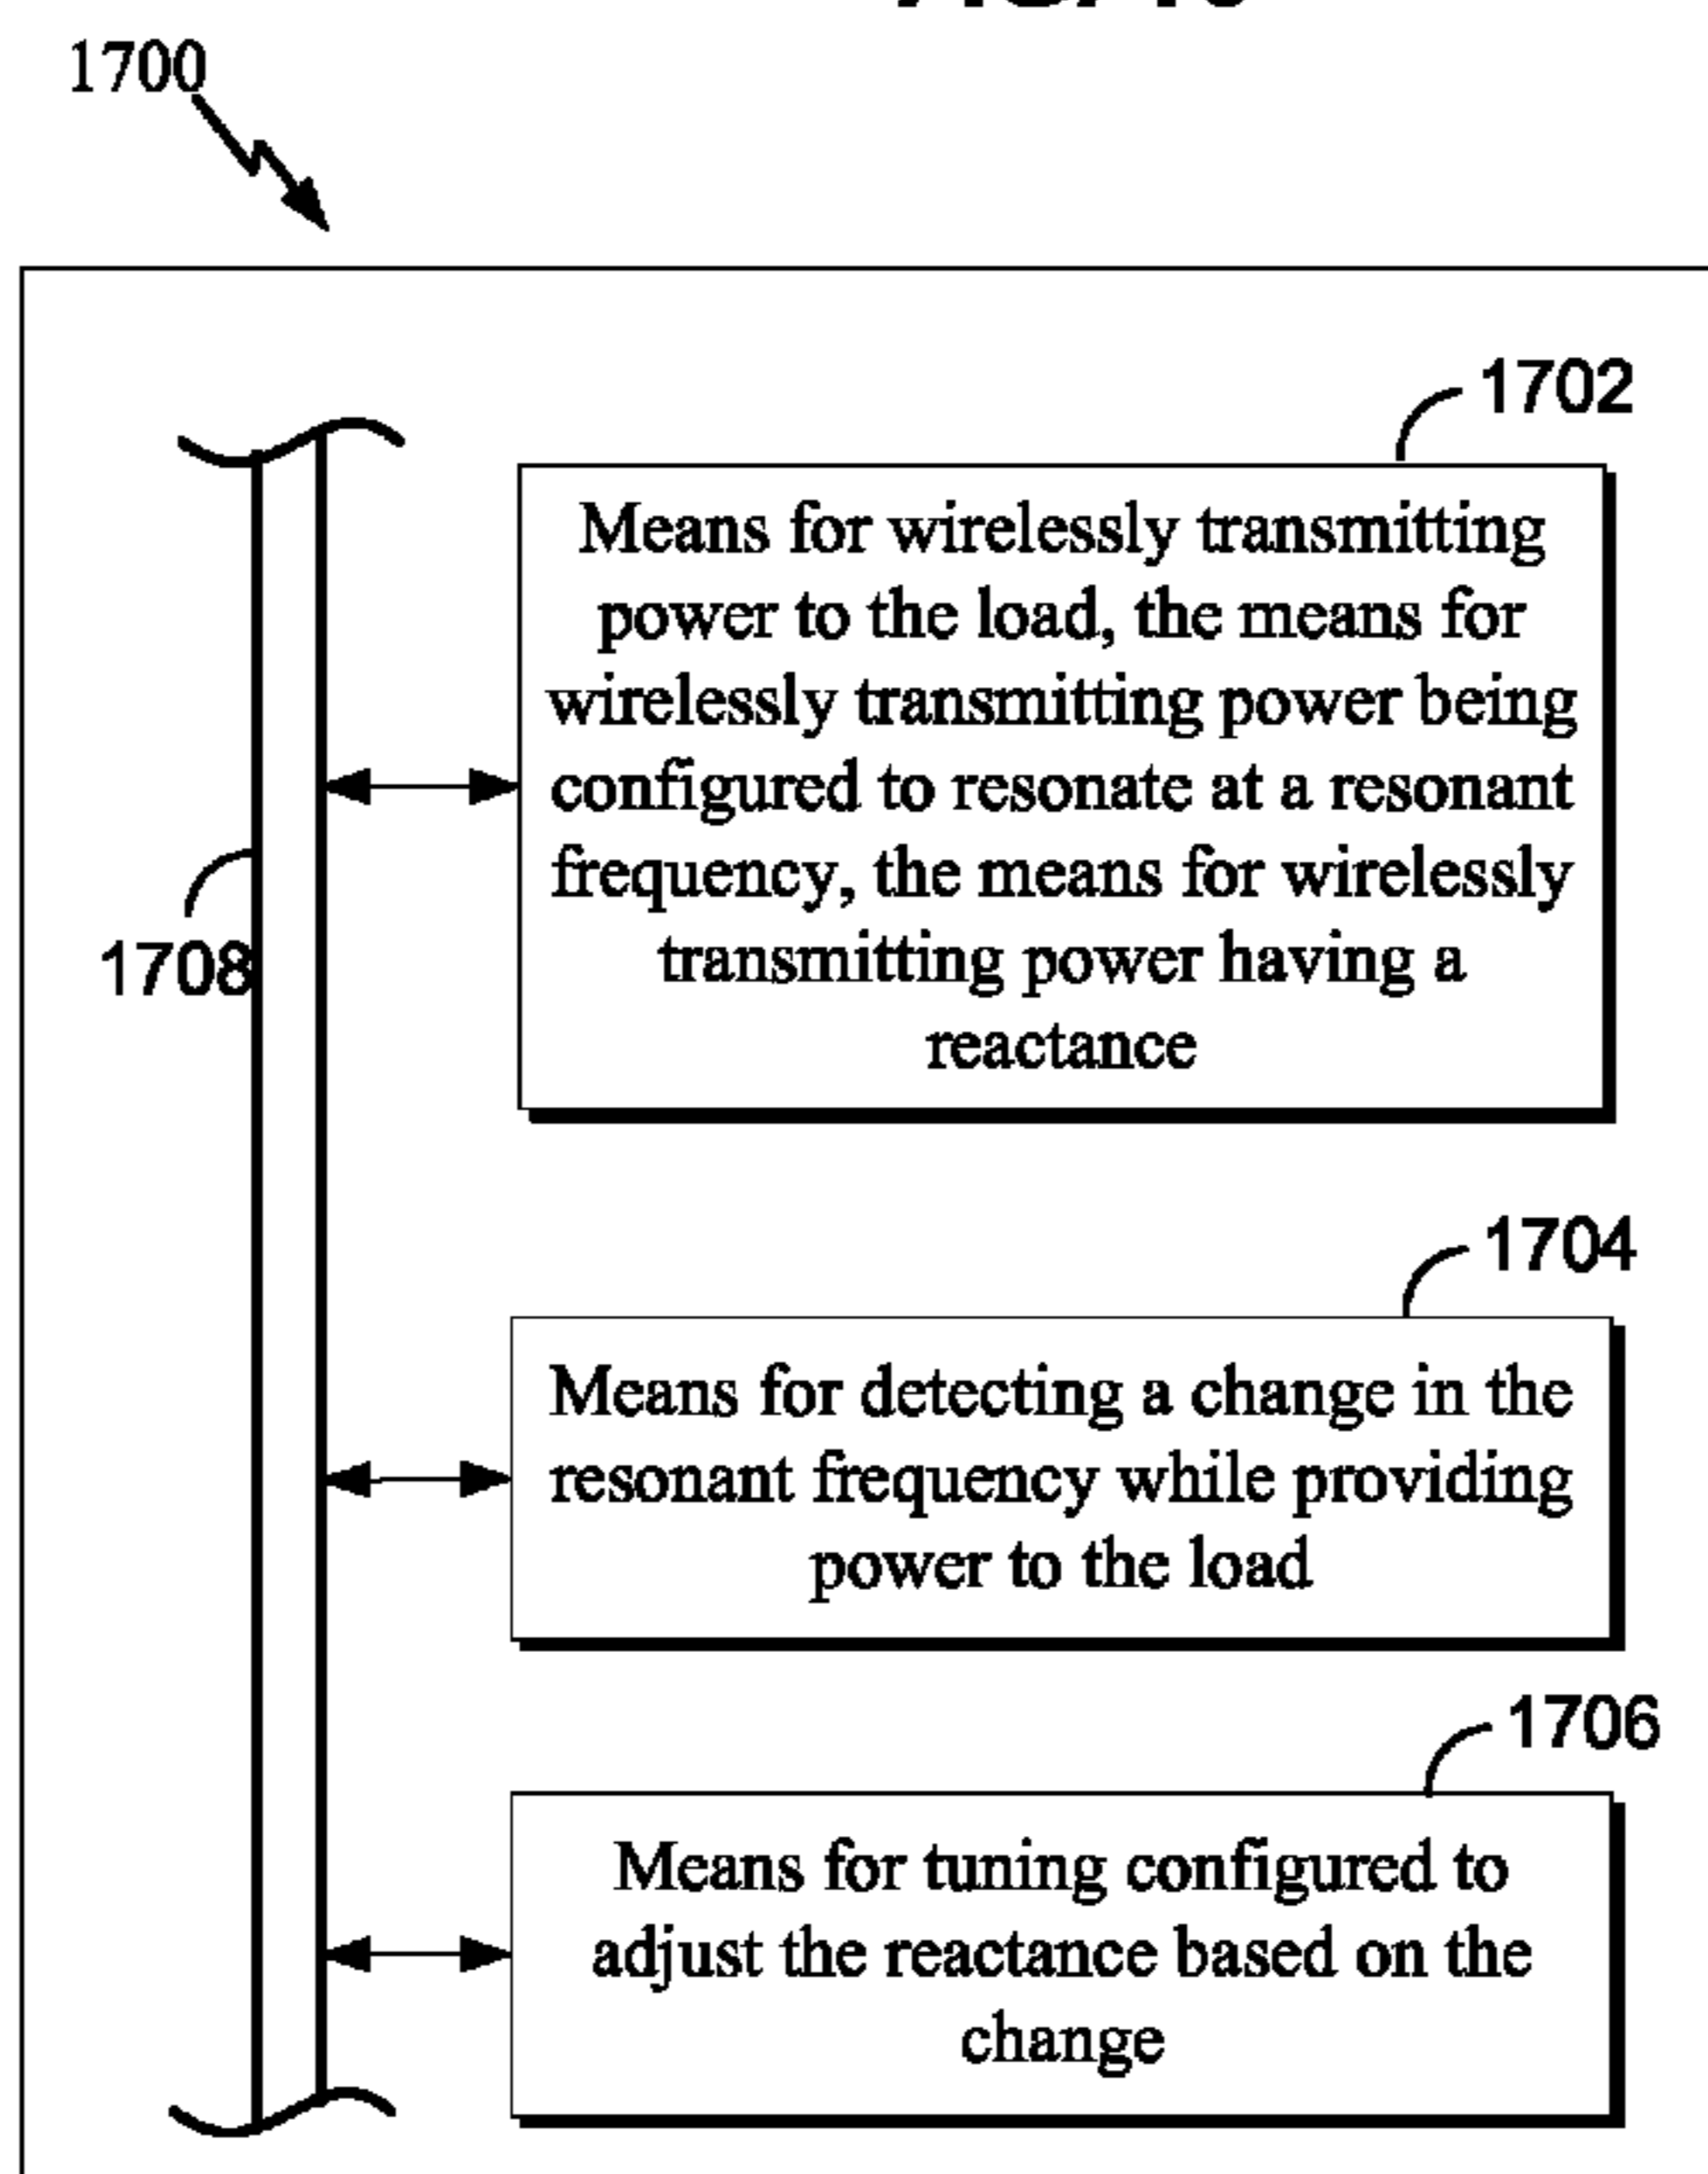 1700
1702
Means for wirelessly transmitting
power to the load, the means for
wirelessly transmitting power being
configured to resonate at a resonant
frequency, the means for wirelessly
transmitting power having a
reactance
1708
1704
Means for detecting a change in the
resonant frequency while providing
power to the load
1706
Means for tuning configured to
adjust the reactance based on the
change